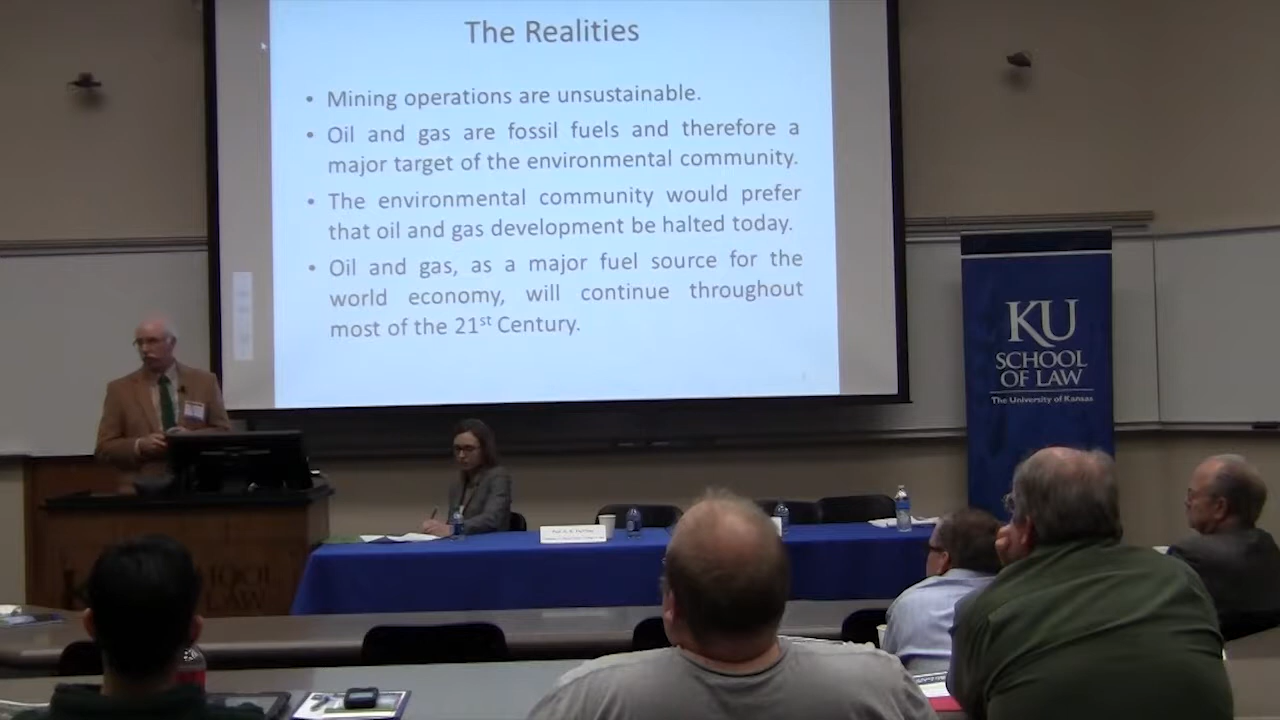 The Realities
• Mining operations are unsustainable.
• Oil and gas are fossil fuels and therefore a
major target of the environmental community.
• The environmental community would prefer
that oil and gas development be halted today.
• Oil and gas, as a major fuel source for the
world economy, will continue throughout
most of the 21st Century.
KU
SCHOOL
OF LAW
The University of Kansas